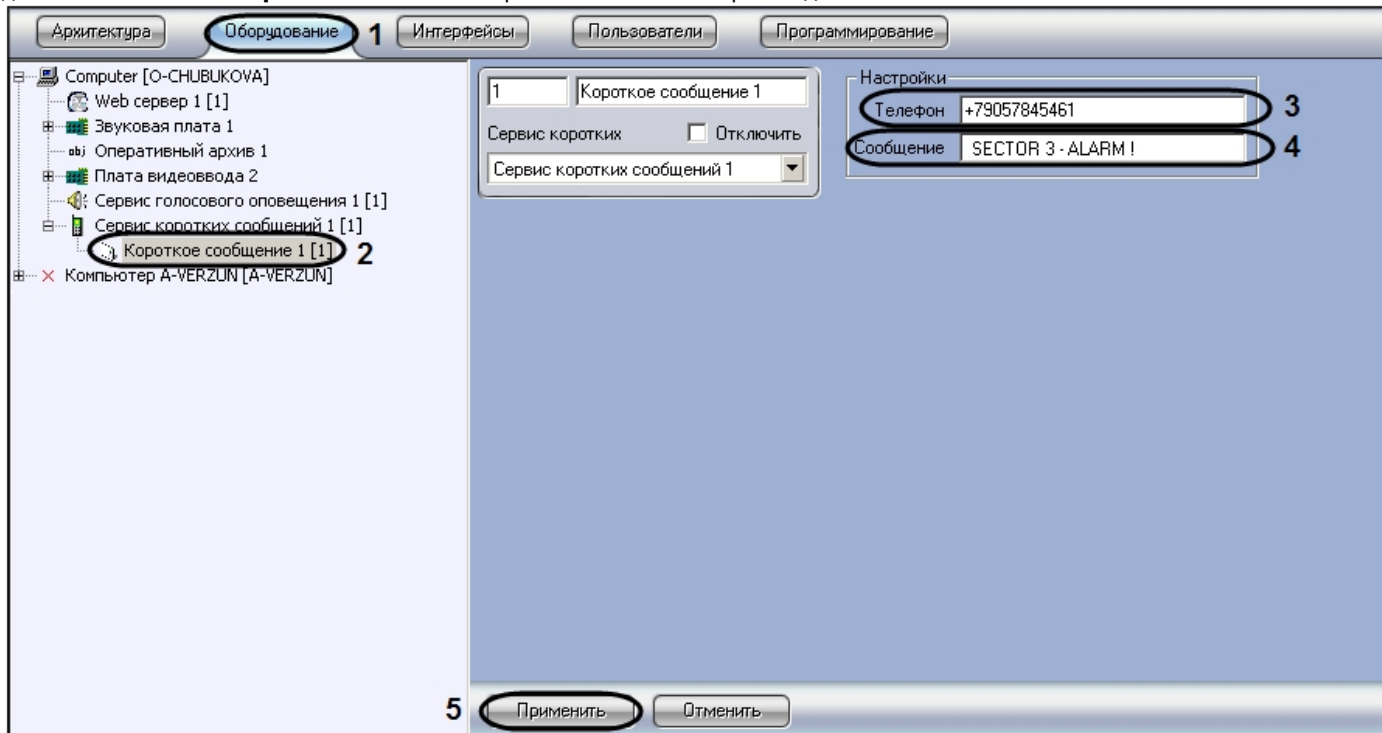 Архитектура
Оборудование
1
Интерфейсы
Пользователи
Программирование
Computer [O-CHUBUKOVA]
Web сервер 1 [1]
Звуковая плата 1
obj Оперативный архив 1
Плата видеоввода 2
Сервис голосового оповещения 1 [1]
Сервис коротких сообщений 1 [1]
Короткое сообщение 1 [1]
2
Компьютер A-VERZUN [A-VERZUN]
1
Короткое сообщение 1
Сервис коротких
Отключить
Сервис коротких сообщений 1
Настройки
Телефон
+79057845461
3
Сообщение
SECTOR 3 - ALARM !
4
5
Применить
Отменить